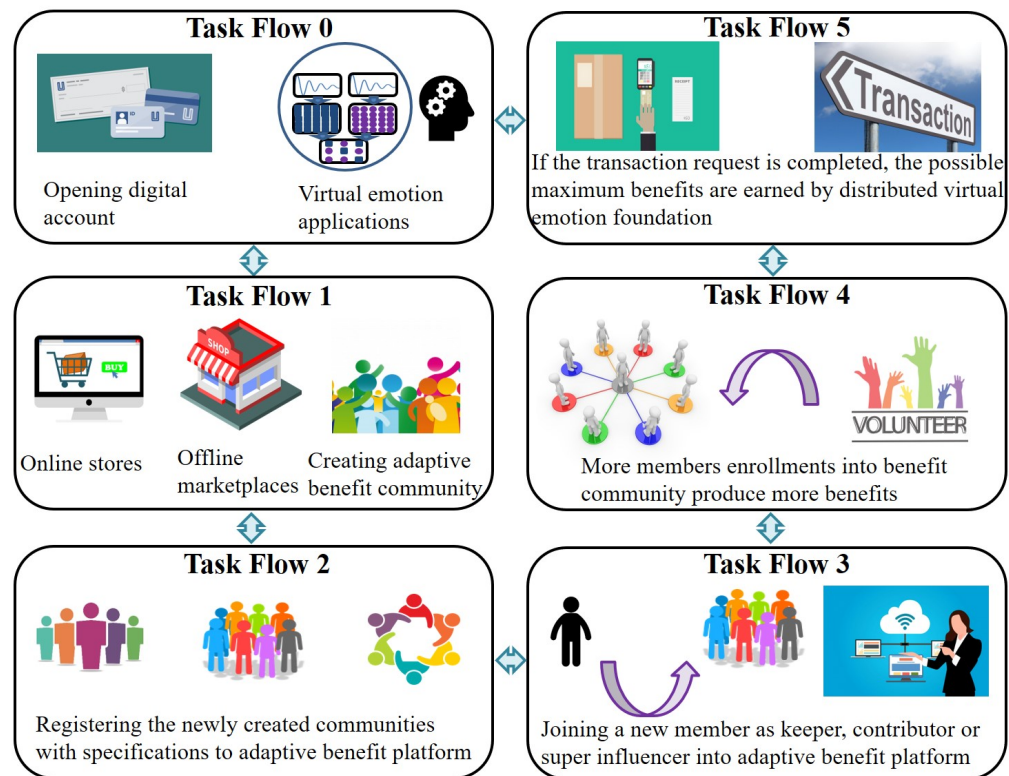 Task Flow 0
Opening digital
account
Virtual emotion
applications
Task Flow 5
RECEIPT
Transaction
If the transaction request is completed, the possible
maximum benefits are earned by distributed virtual
emotion foundation
Task Flow 1
BUY
SHOP
Online stores
Offline
marketplaces
Creating adaptive
benefit community
Task Flow 4
VOLUNTEER
More members enrollments into benefit
community produce more benefits
Task Flow 2
Registering the newly created communities
with specifications to adaptive benefit platform
Task Flow 3
Joining a new member as keeper, contributor or
super influencer into adaptive benefit platform